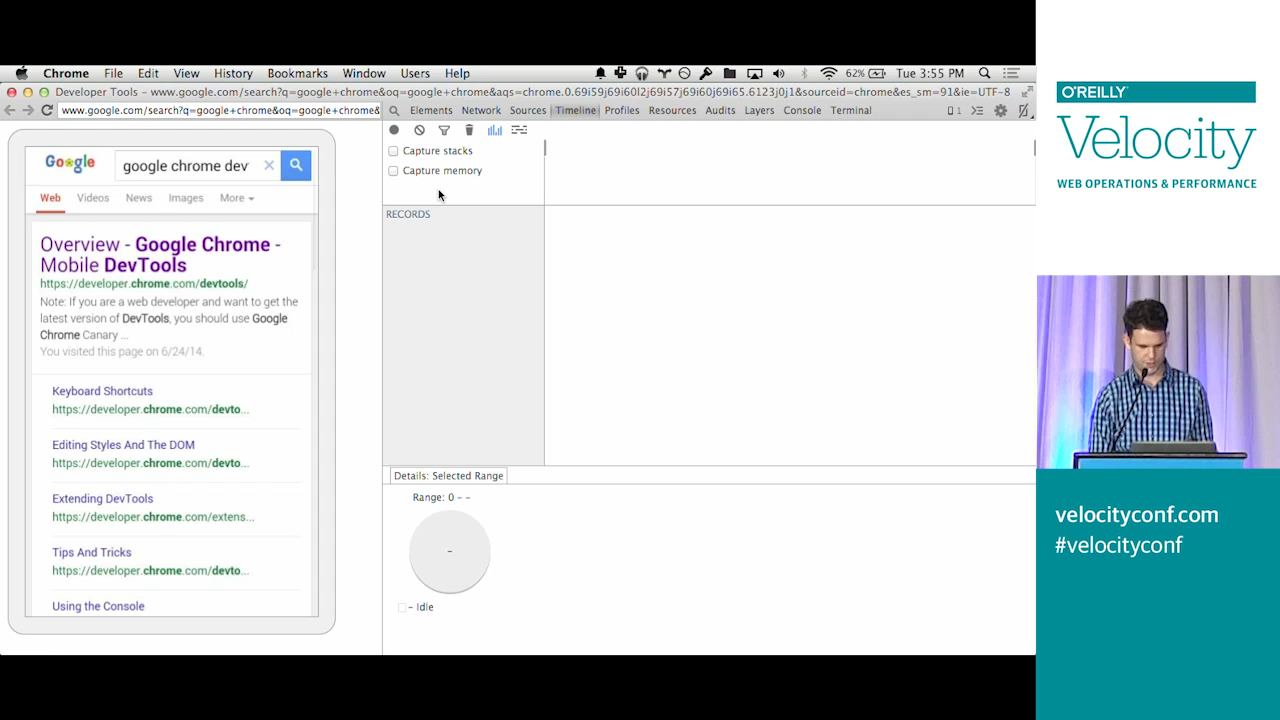 Chrome File Edit View History Bookmarks Window Users Help 62% Tue 3:55 PM
Developer Tools – www.google.com/search?q=google+chrome&oq=google+chrome&aqs=chrome.0.69i59j69i60l2j69i57j69i60j69i65.6123j0j1&sourceid=chrome&es_sm=91&ie=UTF-8
www.google.com/search?q=google+chrome&oq=google+chrome&
Elements Network Sources Timeline Profiles Resources Audits Layers Console Terminal 1
Google
google chrome dev
Web Videos News Images More
Overview - Google Chrome -
Mobile DevTools
https://developer.chrome.com/devtools/
Note: If you are a web developer and want to get the
latest version of DevTools, you should use Google
Chrome Canary ...
You visited this page on 6/24/14.
Keyboard Shortcuts
https://developer.chrome.com/devto...
Editing Styles And The DOM
https://developer.chrome.com/devto...
Extending DevTools
https://developer.chrome.com/extens...
Tips And Tricks
https://developer.chrome.com/devto...
Using the Console
Capture stacks
Capture memory
RECORDS
Details: Selected Range
Range: 0 – –
–
– Idle
O'REILLY
Velocity
WEB OPERATIONS & PERFORMANCE
velocityconf.com
#velocityconf